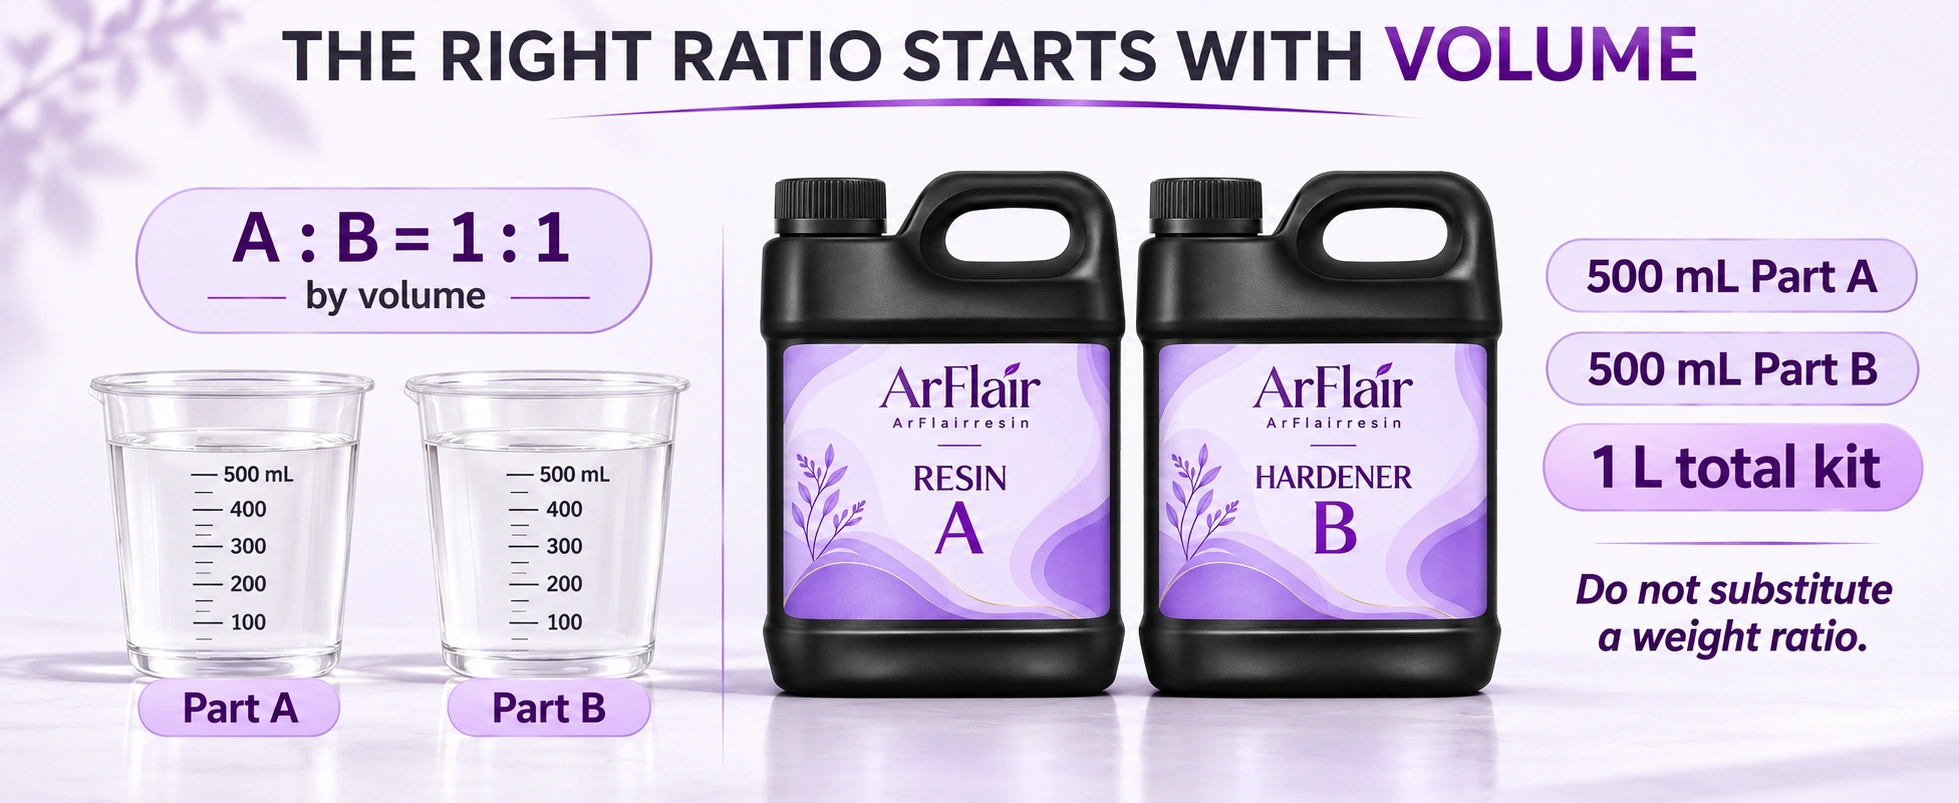 THE RIGHT RATIO STARTS WITH VOLUME
A : B = 1 : 1
by volume
500 mL
400
300
200
100
Part A
500 mL
400
300
200
100
Part B
ArFlair
ArFlairresin
RESIN
A
ArFlair
ArFlairresin
HARDENER
B
500 mL Part A
500 mL Part B
1 L total kit
Do not substitute
a weight ratio.